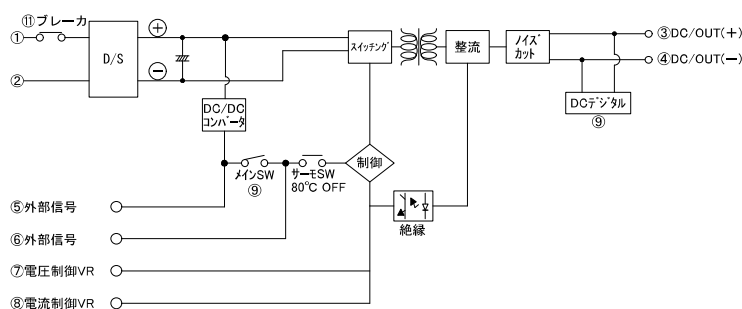 ⑪ブレーカ
①
②
D/S
+
−
DC/DC
コンバータ
スイッチング
整流
ノイズ
カット
③DC/OUT(+)
④DC/OUT(−)
DCデジタル
⑨
メインSW
⑨
サーモSW
80℃ OFF
制御
絶縁
⑤外部信号
⑥外部信号
⑦電圧制御VR
⑧電流制御VR